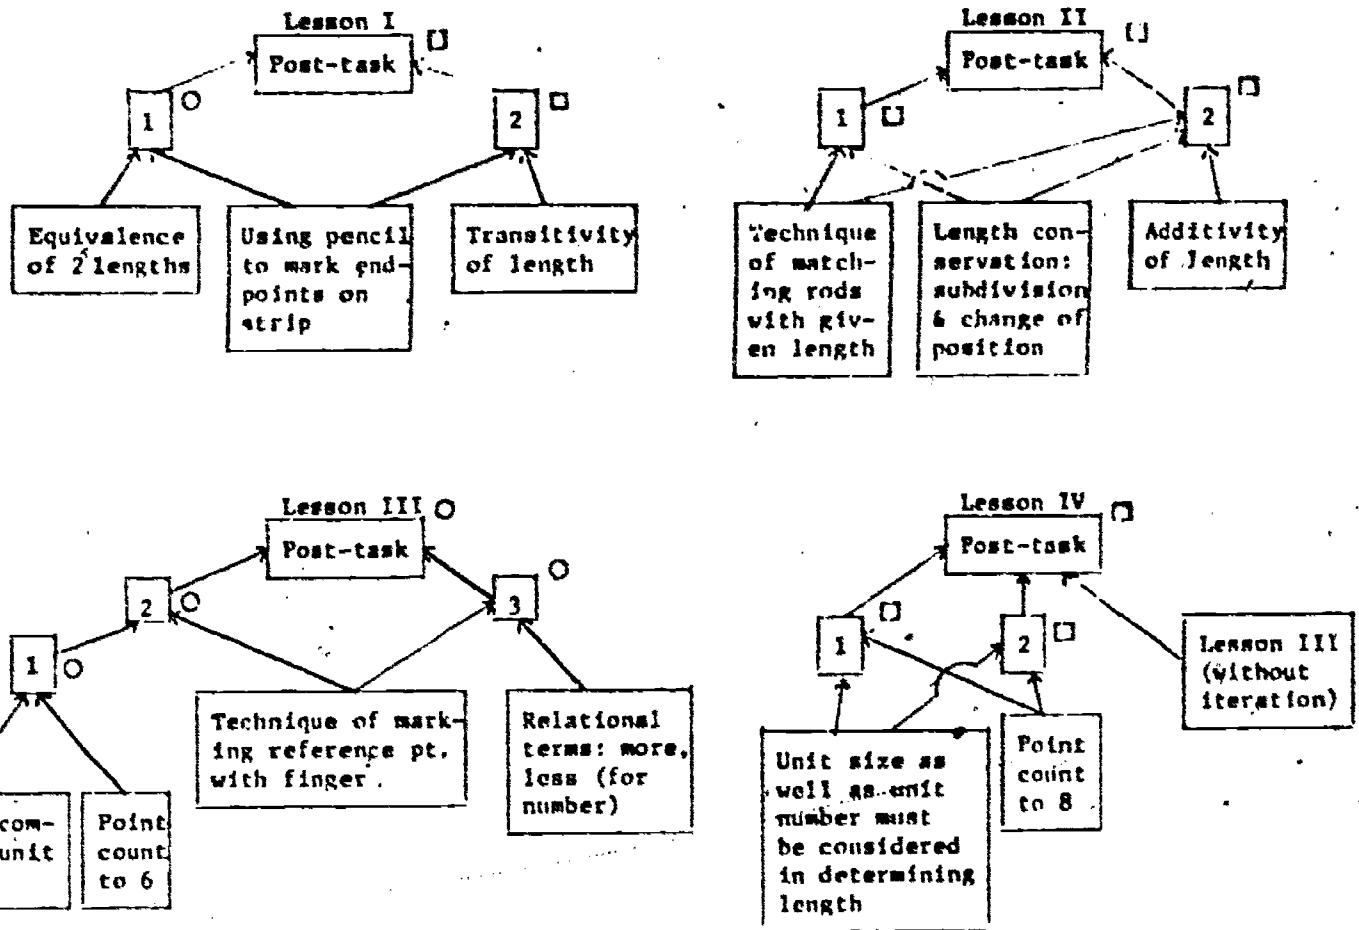 Lesson I
Post-task
1
2
Equivalence
of 2 lengths
Using pencil
to mark end-
points on
strip
Transitivity
of length
Lesson II
Post-task
1
2
Technique
of match-
ing rods
with giv-
en length
Length con-
servation:
subdivision
& change of
position
Additivity
of length
Lesson III
Post-task
2
3
1
Technique of mark-
ing reference pt.
with finger.
Relational
terms: more,
less (for
number)
com-
unit
Point
count
to 6
Lesson IV
Post-task
1
2
Lesson III
(without
iteration)
Unit size as
well as unit
number must
be considered
in determining
length
Point
count
to 8